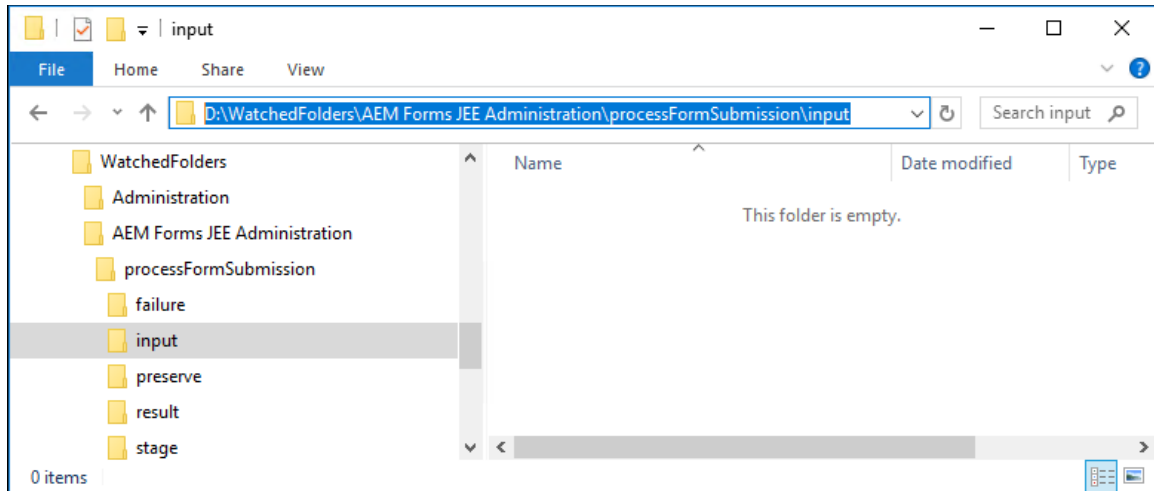 input
File Home Share View
D:\WatchedFolders\AEM Forms JEE Administration\processFormSubmission\input Search input
WatchedFolders
Administration
AEM Forms JEE Administration
processFormSubmission
failure
input
preserve
result
stage
Name Date modified Type
This folder is empty.
0 items